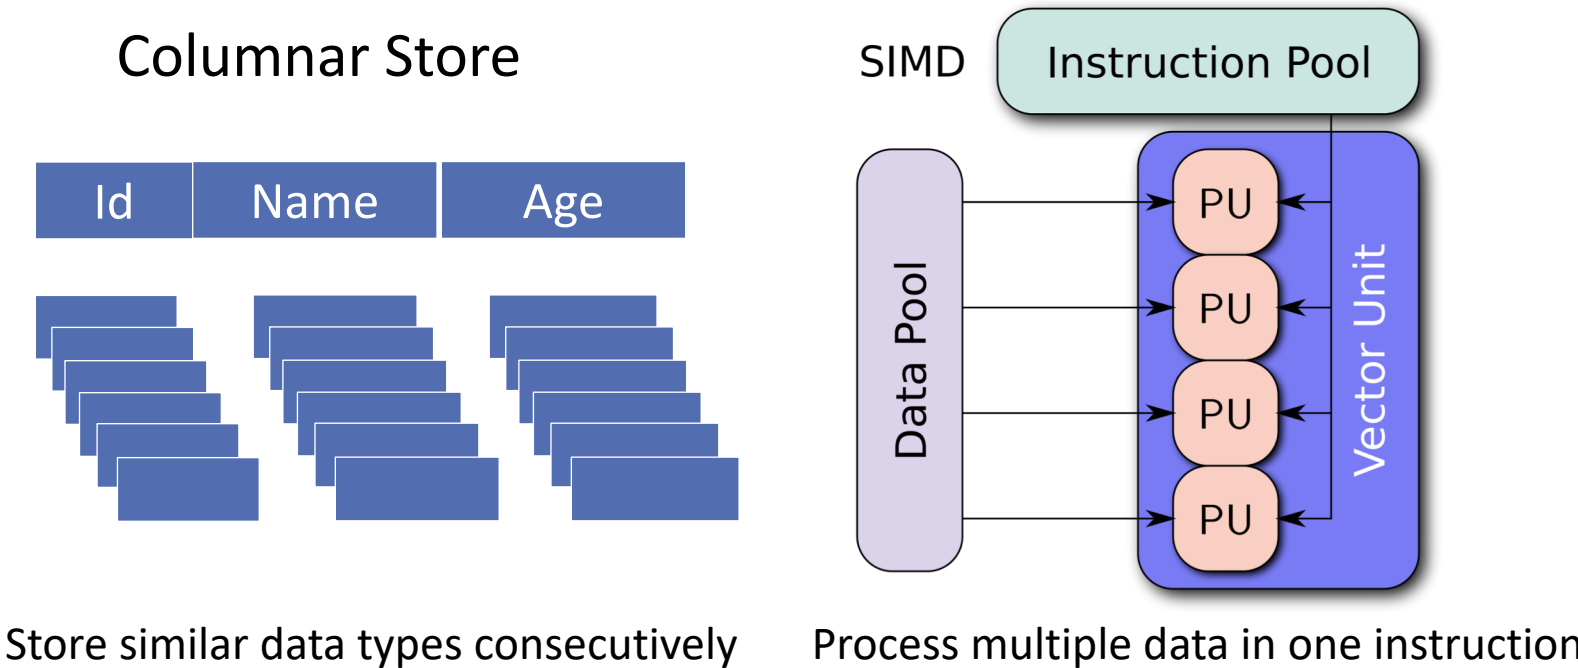 Columnar Store
Id Name Age
Store similar data types consecutively
SIMD
Instruction Pool
Data Pool
PU
PU
PU
PU
Vector Unit
Process multiple data in one instruction